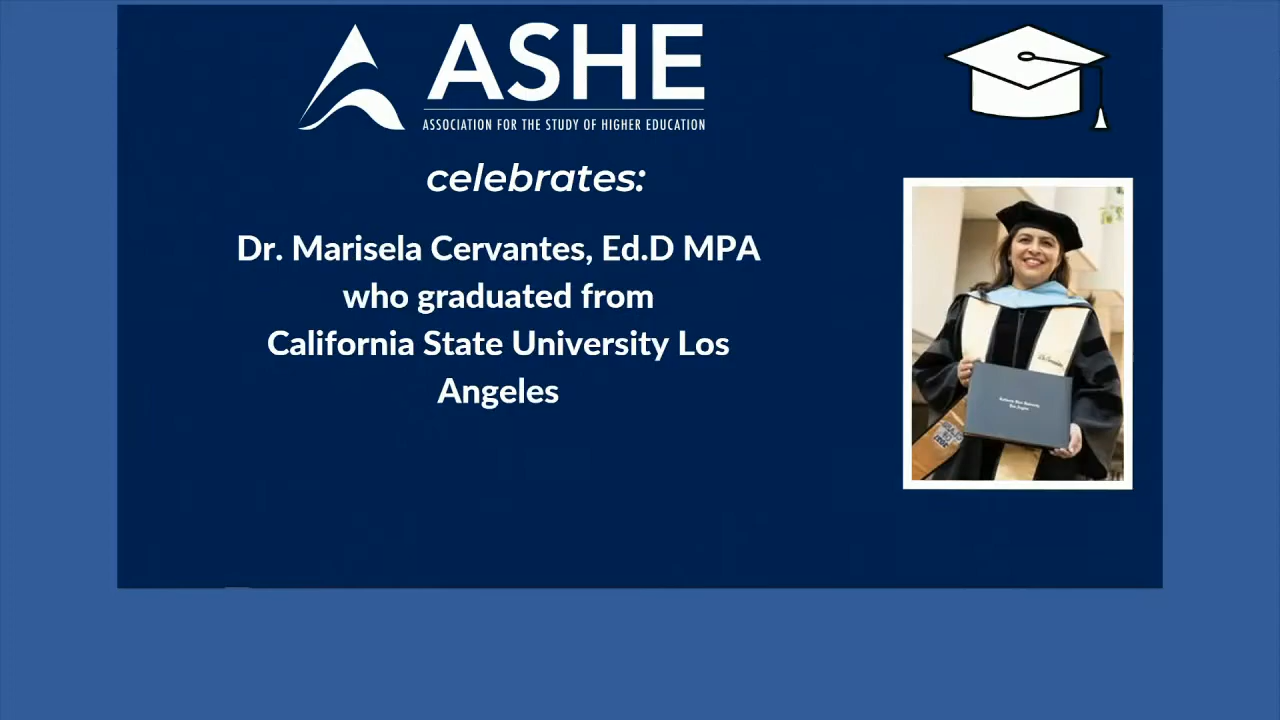 ASHE
ASSOCIATION FOR THE STUDY OF HIGHER EDUCATION
celebrates:
Dr. Marisela Cervantes, Ed.D MPA
who graduated from
California State University Los
Angeles